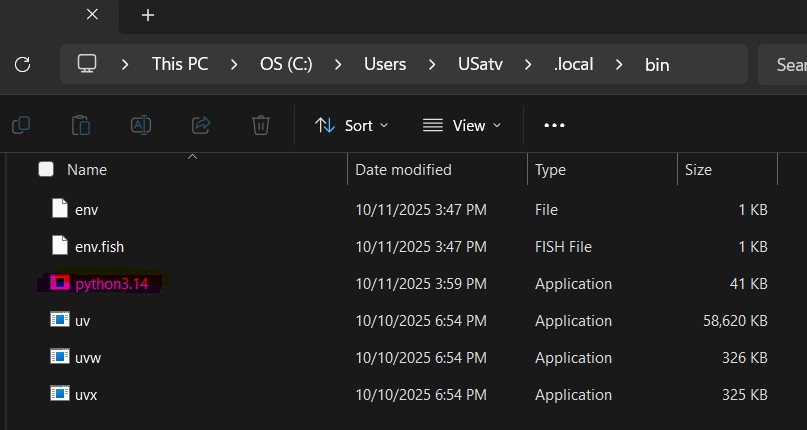 This PC > OS (C:) > Users > USatv > .local > bin
Sear
Sort View
Name Date modified Type Size
env 10/11/2025 3:47 PM File 1 KB
env.fish 10/11/2025 3:47 PM FISH File 1 KB
python3.14 10/11/2025 3:59 PM Application 41 KB
uv 10/10/2025 6:54 PM Application 58,620 KB
uvw 10/10/2025 6:54 PM Application 326 KB
uvx 10/10/2025 6:54 PM Application 325 KB